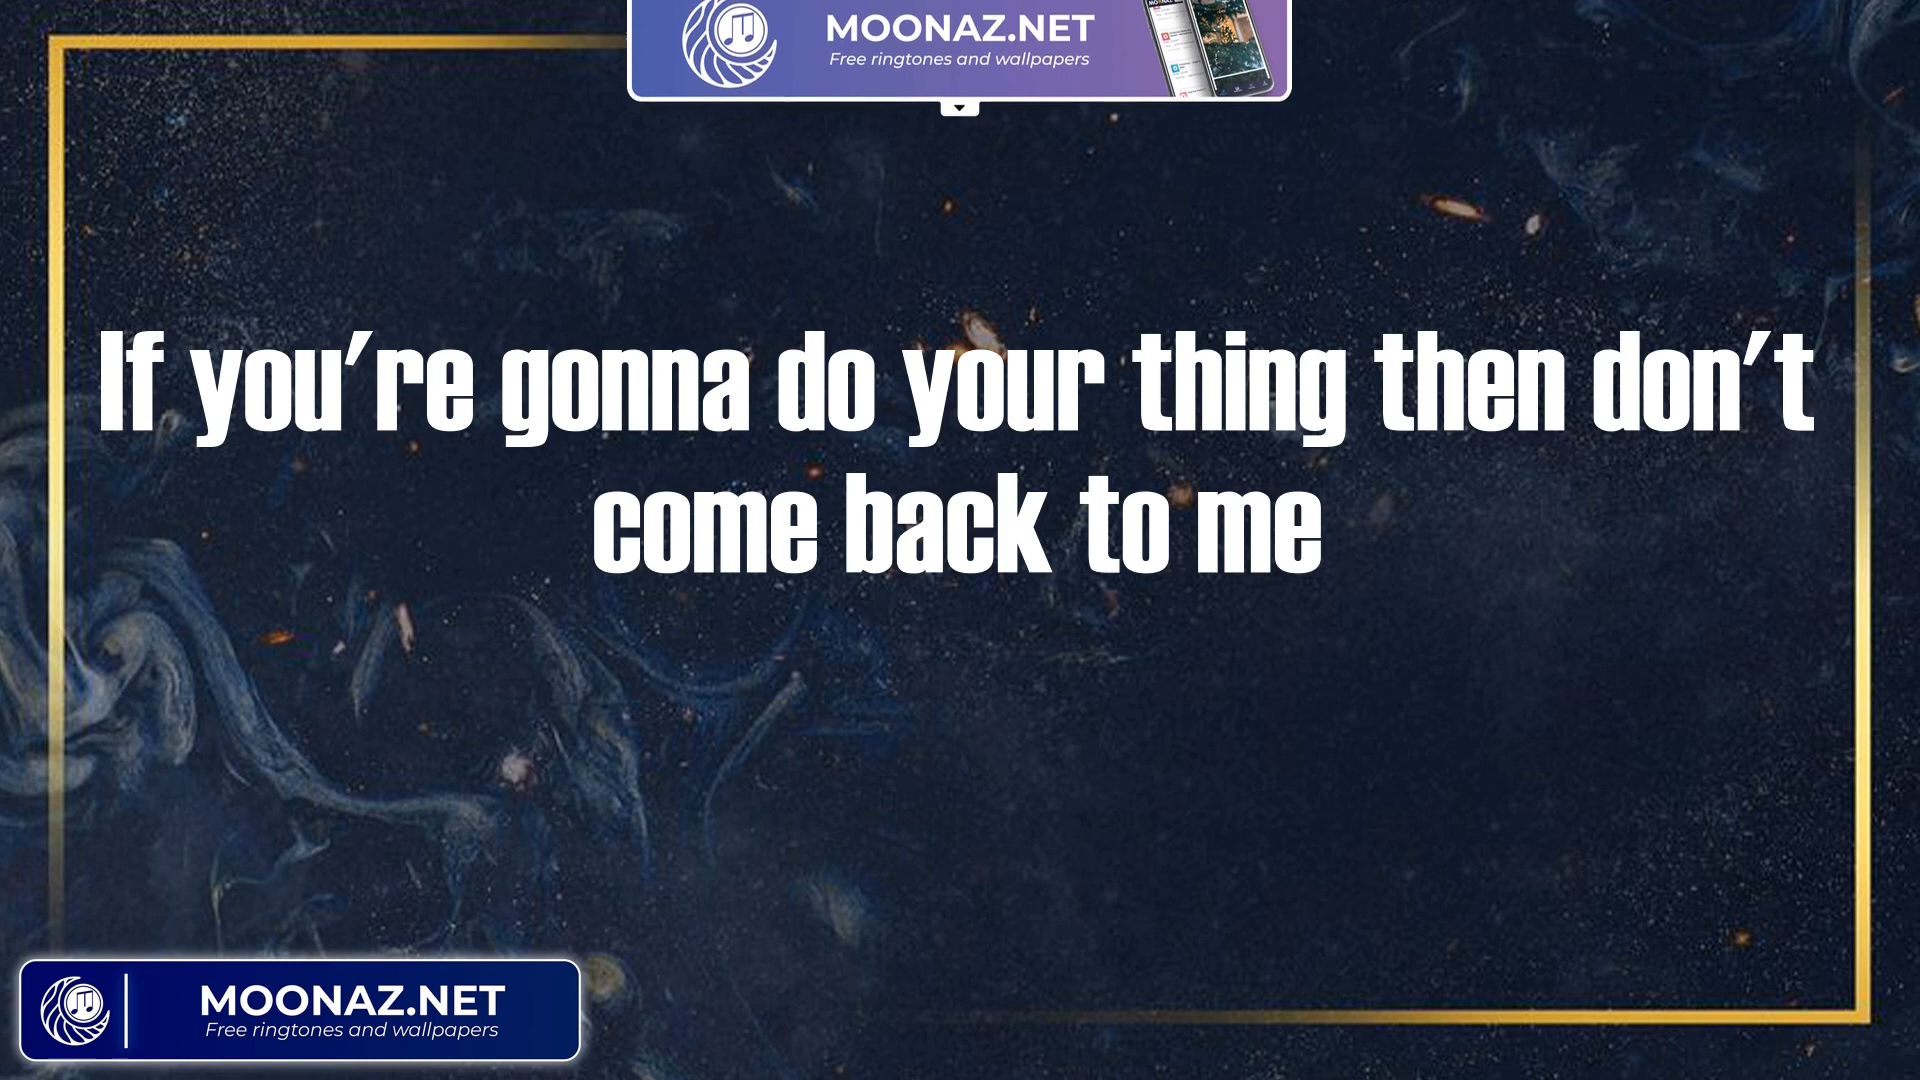 MOONAZ.NET
Free ringtones and wallpapers
If you're gonna do your thing then don't
come back to me
MOONAZ.NET
Free ringtones and wallpapers